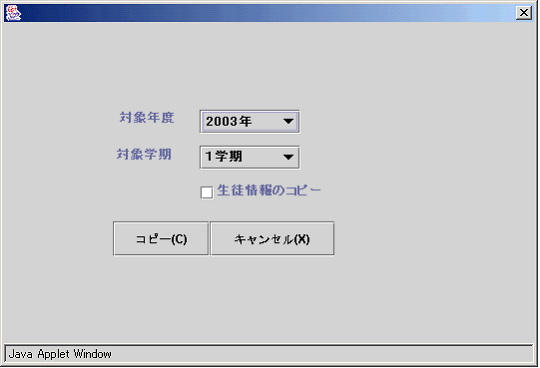 対象年度 2003年
対象学期 1学期
生徒情報のコピー
コピー(C) キャンセル(X)
Java Applet Window